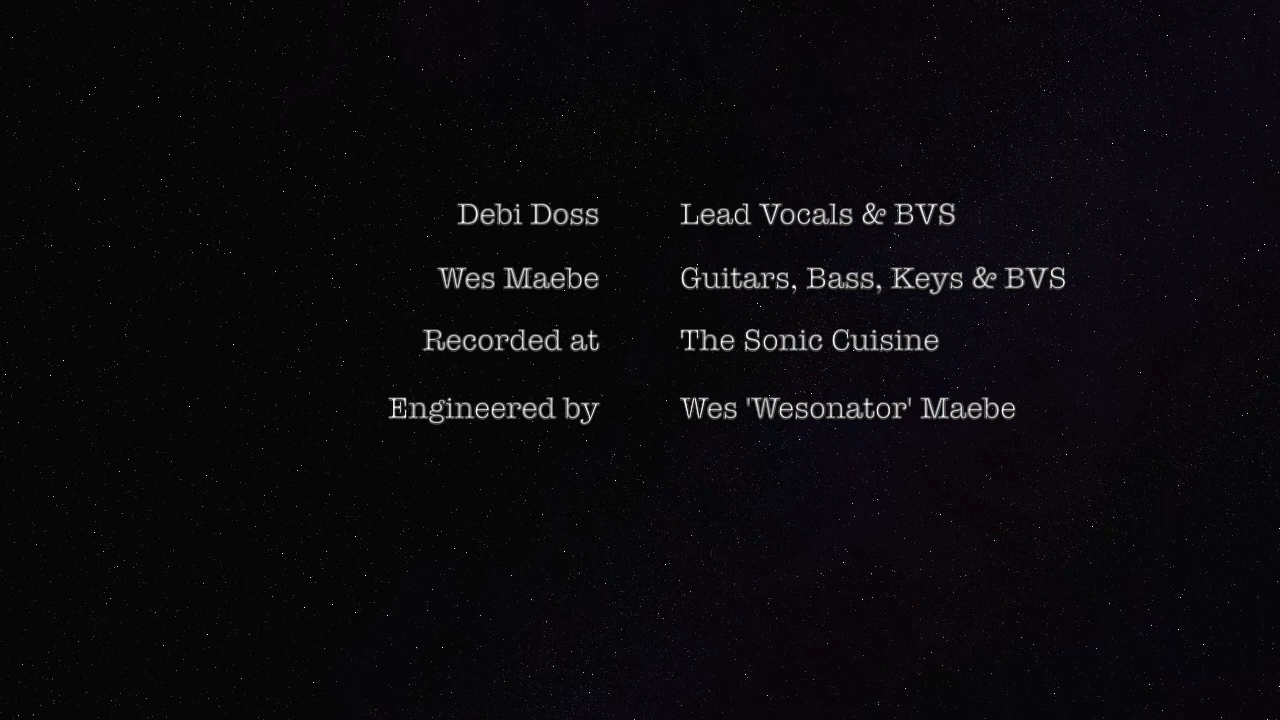 Debi Doss Lead Vocals & BVS
Wes Maebe Guitars, Bass, Keys & BVS
Recorded at The Sonic Cuisine
Engineered by Wes 'Wesonator' Maebe